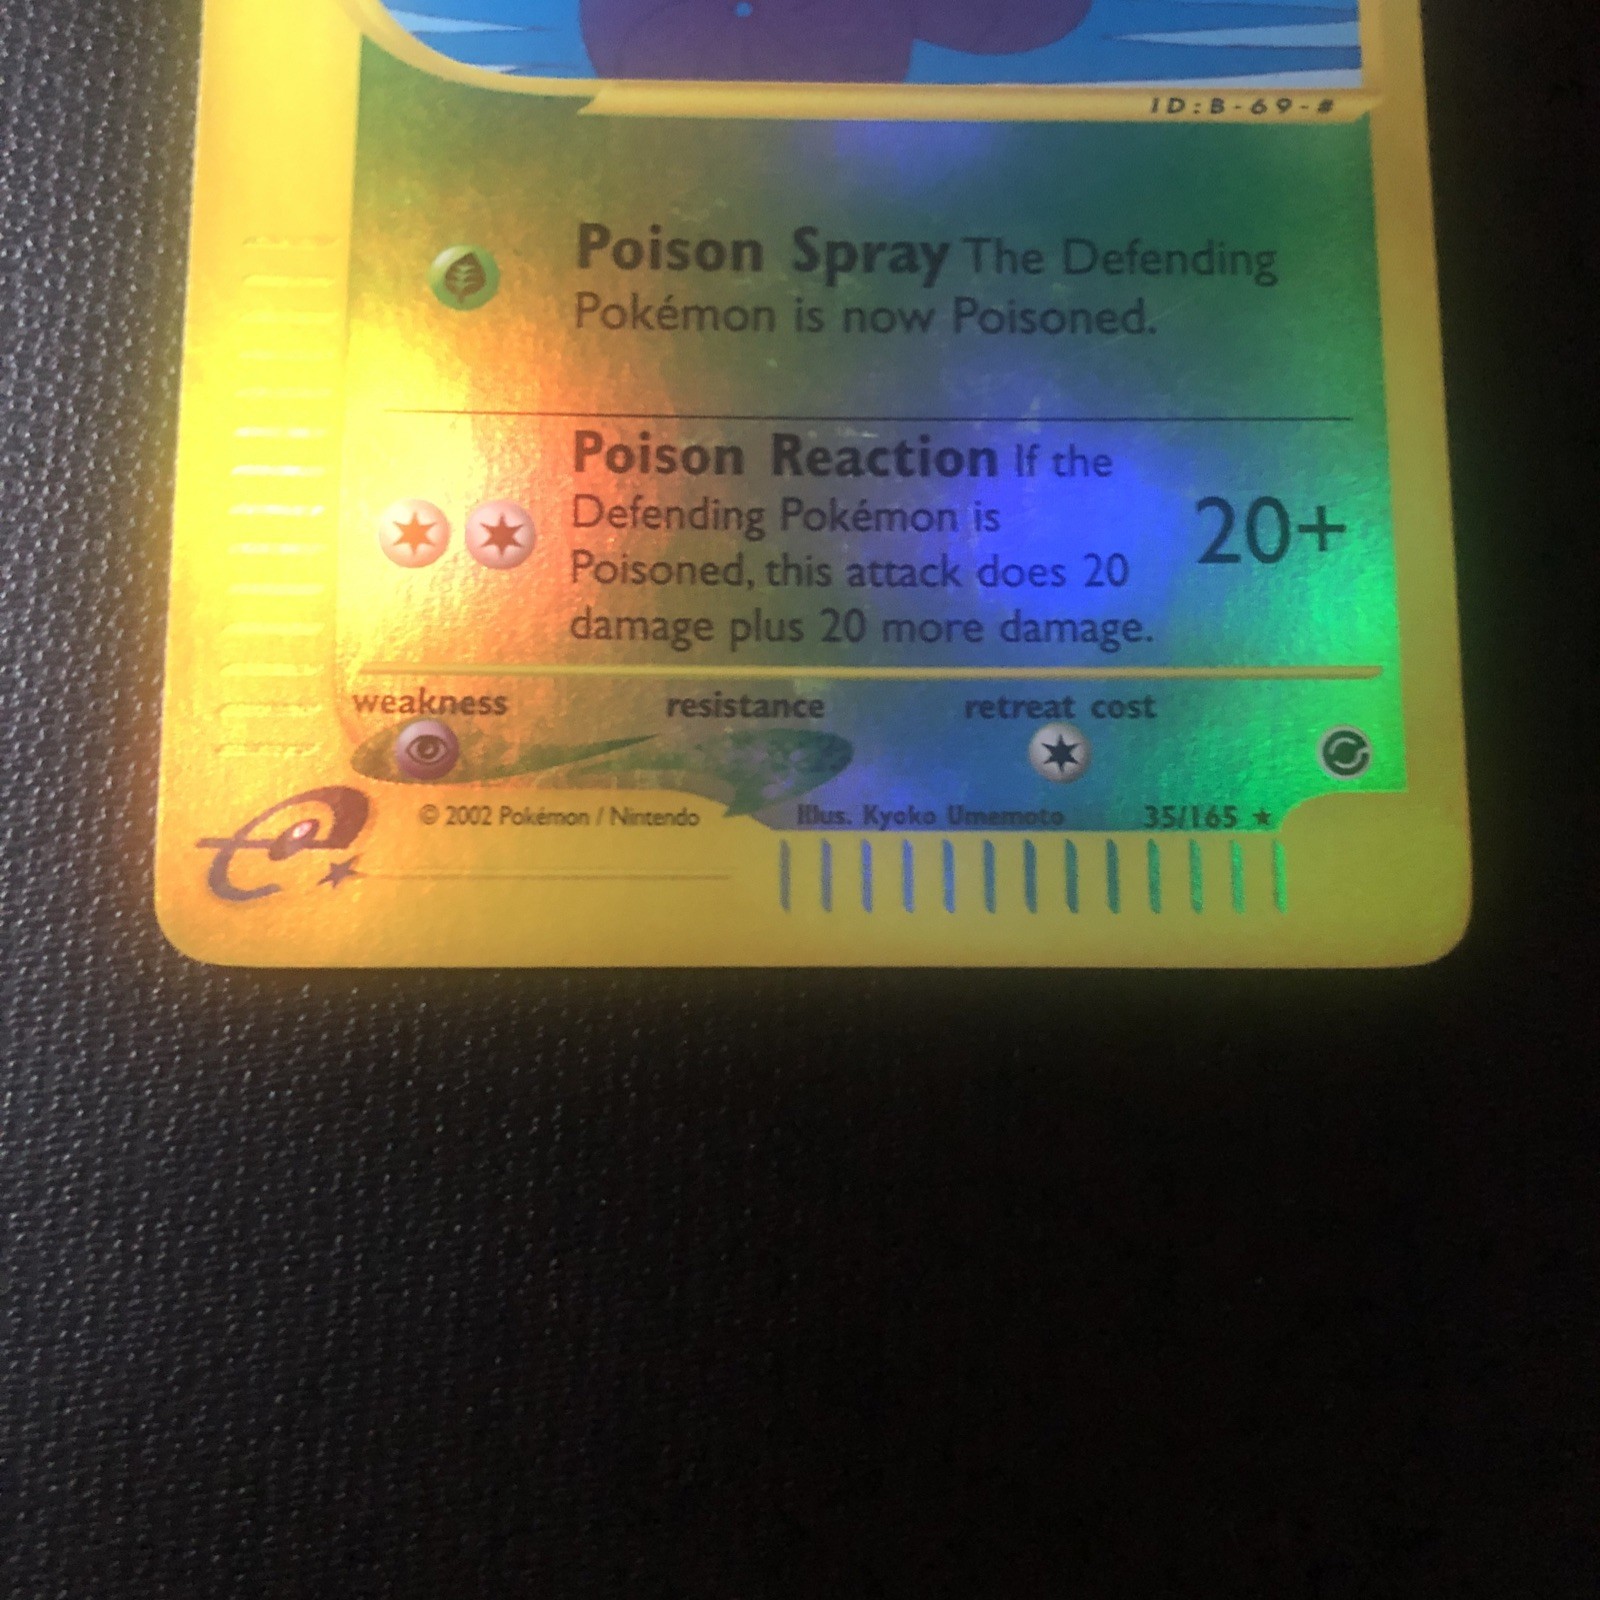 ID:B-69-#
Poison Spray The Defending
Pokémon is now Poisoned.
Poison Reaction If the
Defending Pokémon is
Poisoned, this attack does 20
damage plus 20 more damage.
20+
weakness resistance retreat cost
© 2002 Pokémon / Nintendo Illus. Kyoko Umemoto 35/165 ★